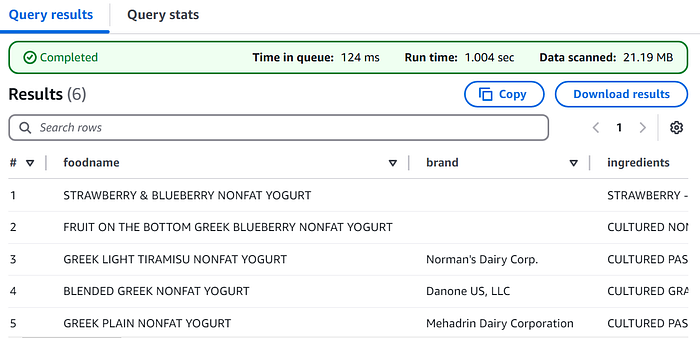 Query results Query stats
Completed Time in queue: 124 ms Run time: 1.004 sec Data scanned: 21.19 MB
Results (6) Copy Download results
Search rows 1
# foodname brand ingredients
1 STRAWBERRY & BLUEBERRY NONFAT YOGURT STRAWBERRY -
2 FRUIT ON THE BOTTOM GREEK BLUEBERRY NONFAT YOGURT CULTURED NON
3 GREEK LIGHT TIRAMISU NONFAT YOGURT Norman's Dairy Corp. CULTURED PAS
4 BLENDED GREEK NONFAT YOGURT Danone US, LLC CULTURED GRA
5 GREEK PLAIN NONFAT YOGURT Mehadrin Dairy Corporation CULTURED PAS